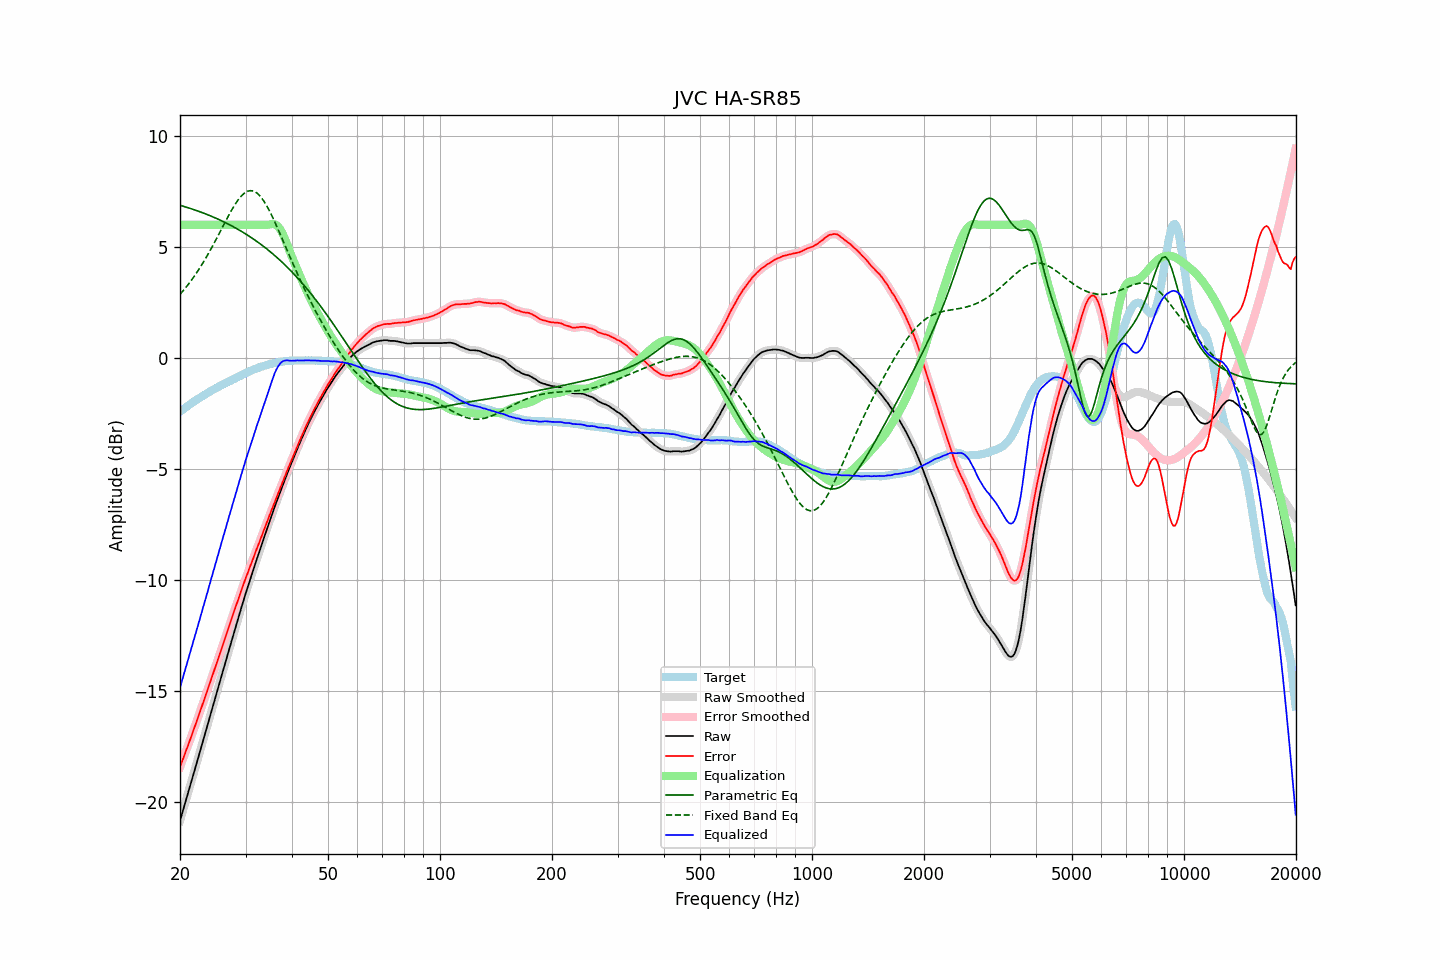 JVC HA-SR85
Amplitude (dBr)
10
5
0
−5
−10
−15
−20
Target
Raw Smoothed
Error Smoothed
Raw
Error
Equalization
Parametric Eq
Fixed Band Eq
Equalized
20 50 100 200 500 1000 2000 5000 10000 20000
Frequency (Hz)